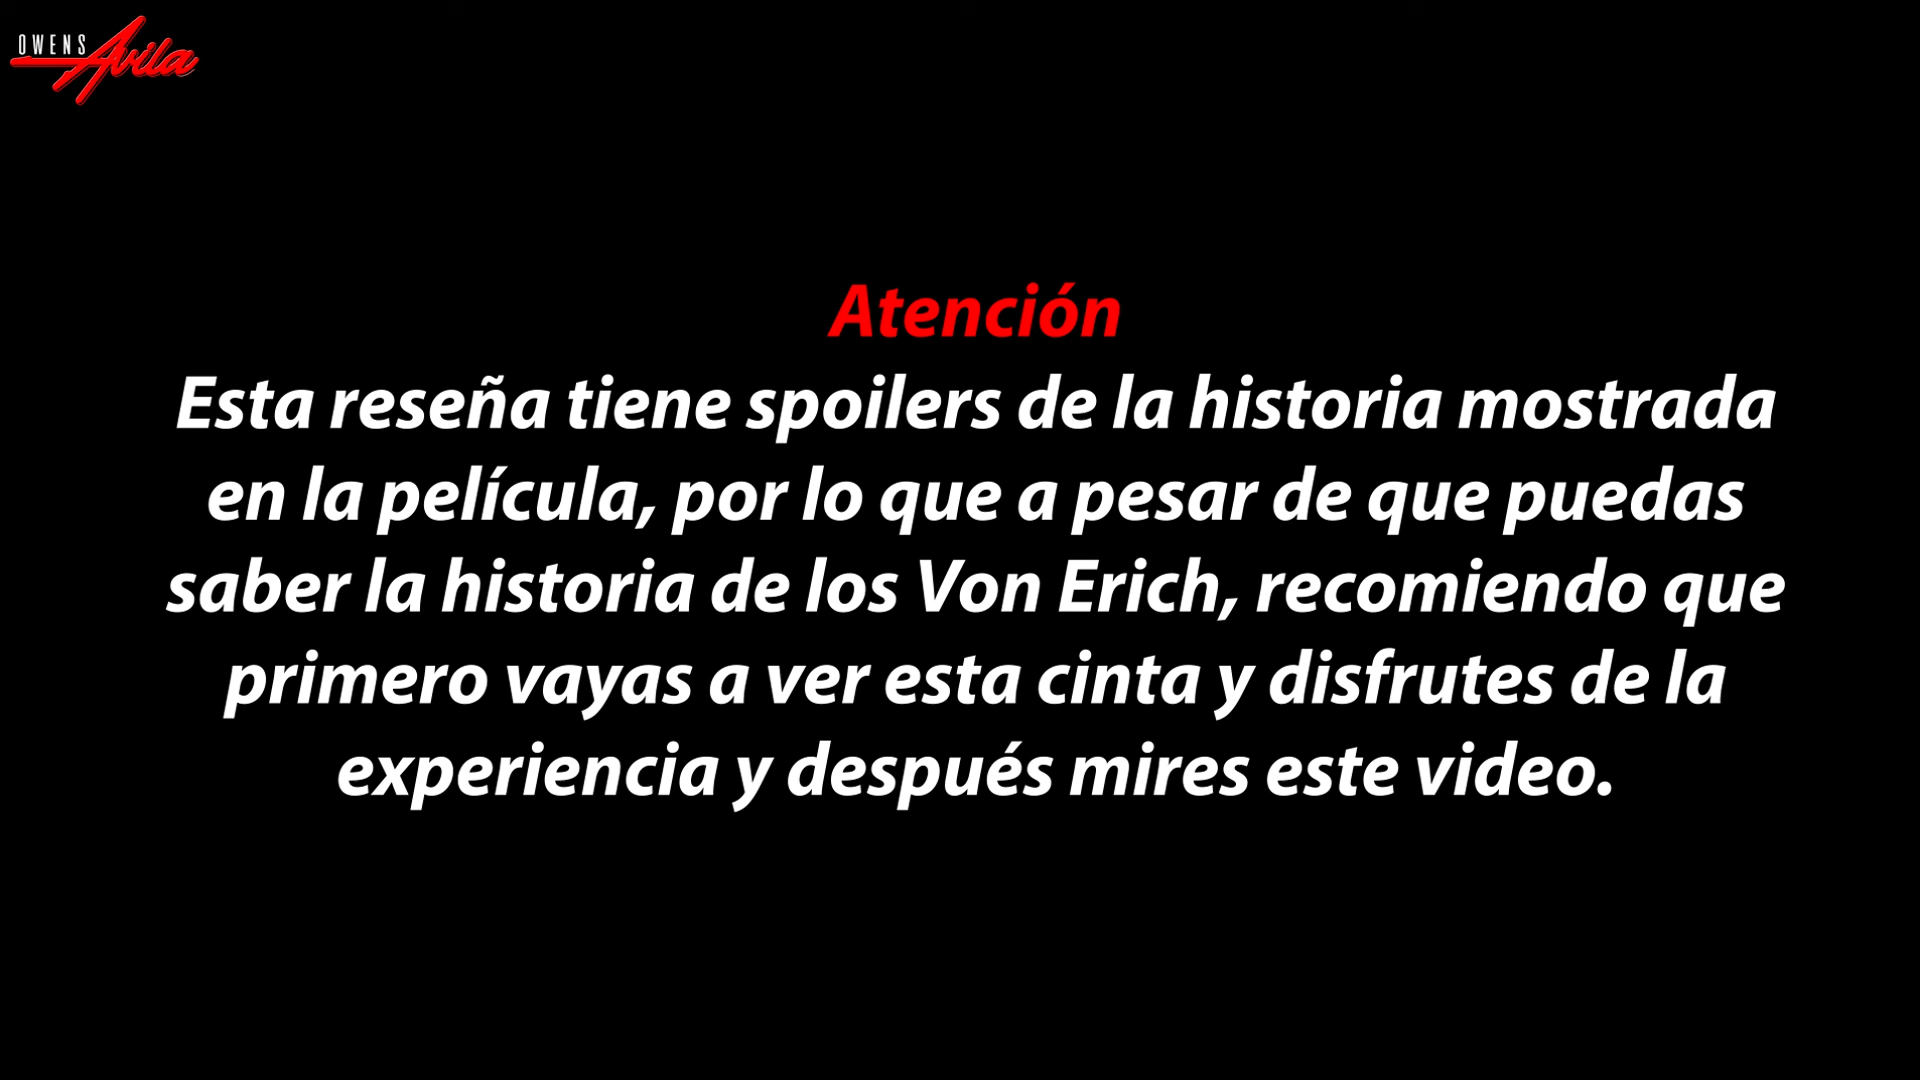 OWENS
Avila
Atención
Esta reseña tiene spoilers de la historia mostrada
en la película, por lo que a pesar de que puedas
saber la historia de los Von Erich, recomiendo que
primero vayas a ver esta cinta y disfrutes de la
experiencia y después mires este video.